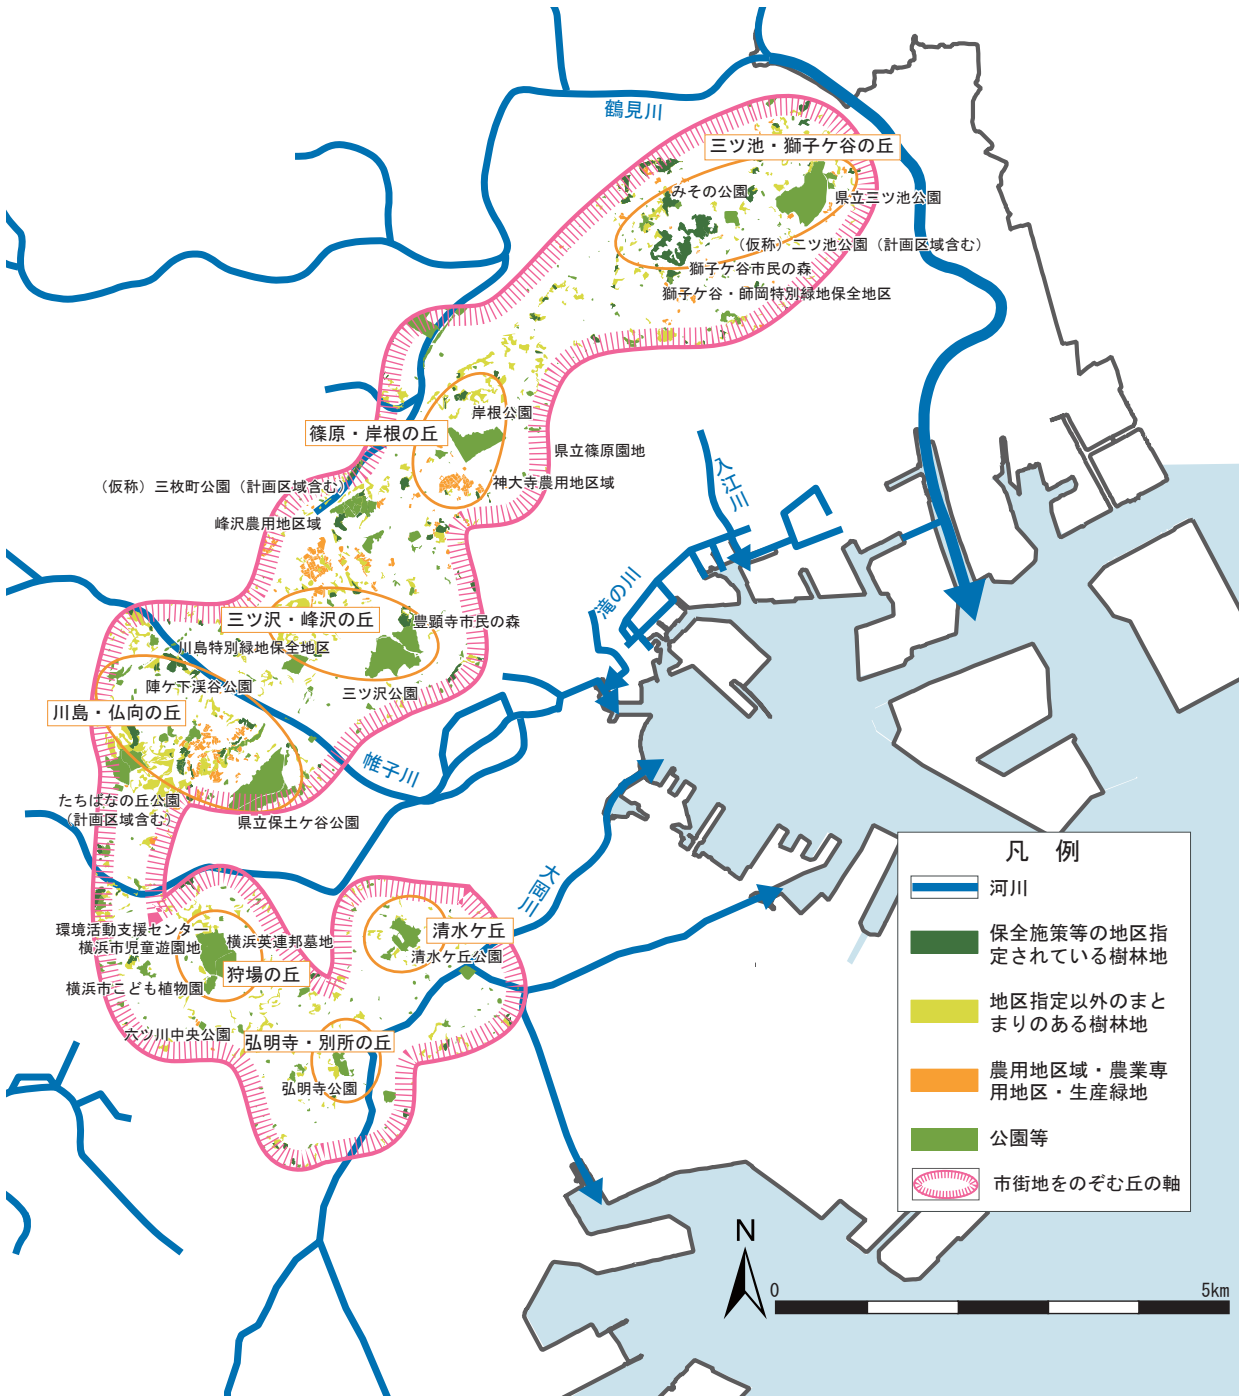 鶴見川
三ツ池・獅子ケ谷の丘
みその公園
県立三ツ池公園
（仮称）二ツ池公園（計画区域含む）
獅子ケ谷市民の森
獅子ケ谷・師岡特別緑地保全地区
岸根公園
篠原・岸根の丘
県立篠原園地
入江川
（仮称）三枚町公園（計画区域含む）
神大寺農用地区域
峰沢農用地区域
滝の川
三ツ沢・峰沢の丘
豊顕寺市民の森
川島特別緑地保全地区
陣ケ下渓谷公園
三ツ沢公園
川島・仏向の丘
帷子川
たちばなの丘公園
（計画区域含む）
県立保土ケ谷公園
大岡川
環境活動支援センター
横浜市児童遊園地
横浜英連邦墓地
清水ケ丘
清水ケ丘公園
狩場の丘
横浜市こども植物園
六ツ川中央公園
弘明寺・別所の丘
弘明寺公園
凡　例
河川
保全施策等の地区指
定されている樹林地
地区指定以外のまと
まりのある樹林地
農用地区域・農業専
用地区・生産緑地
公園等
市街地をのぞむ丘の軸
N
0
5km